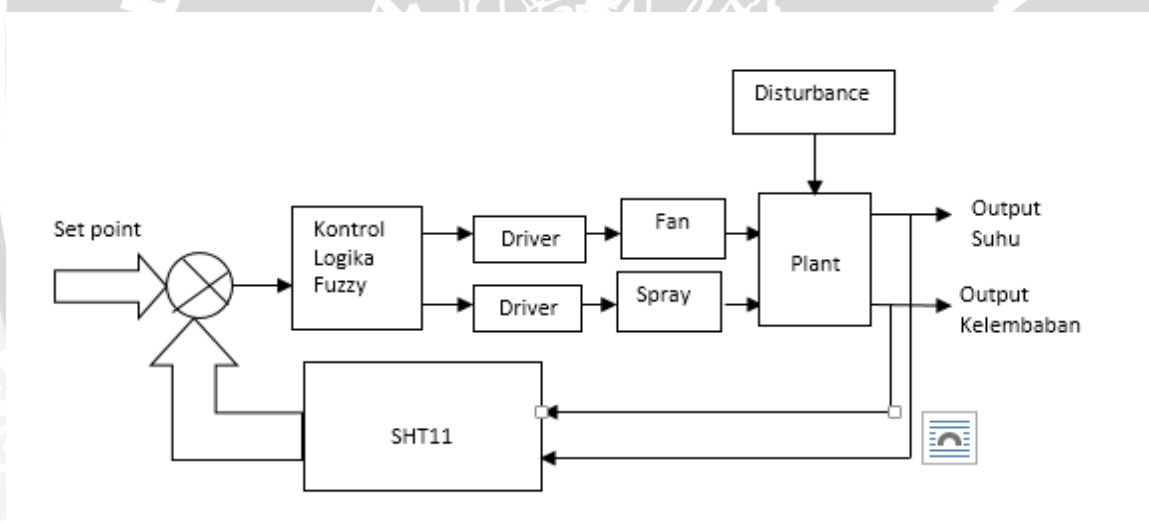 Disturbance
Set point
Kontrol
Logika
Fuzzy
Driver
Fan
Driver
Spray
Plant
Output
Suhu
Output
Kelembaban
SHT11